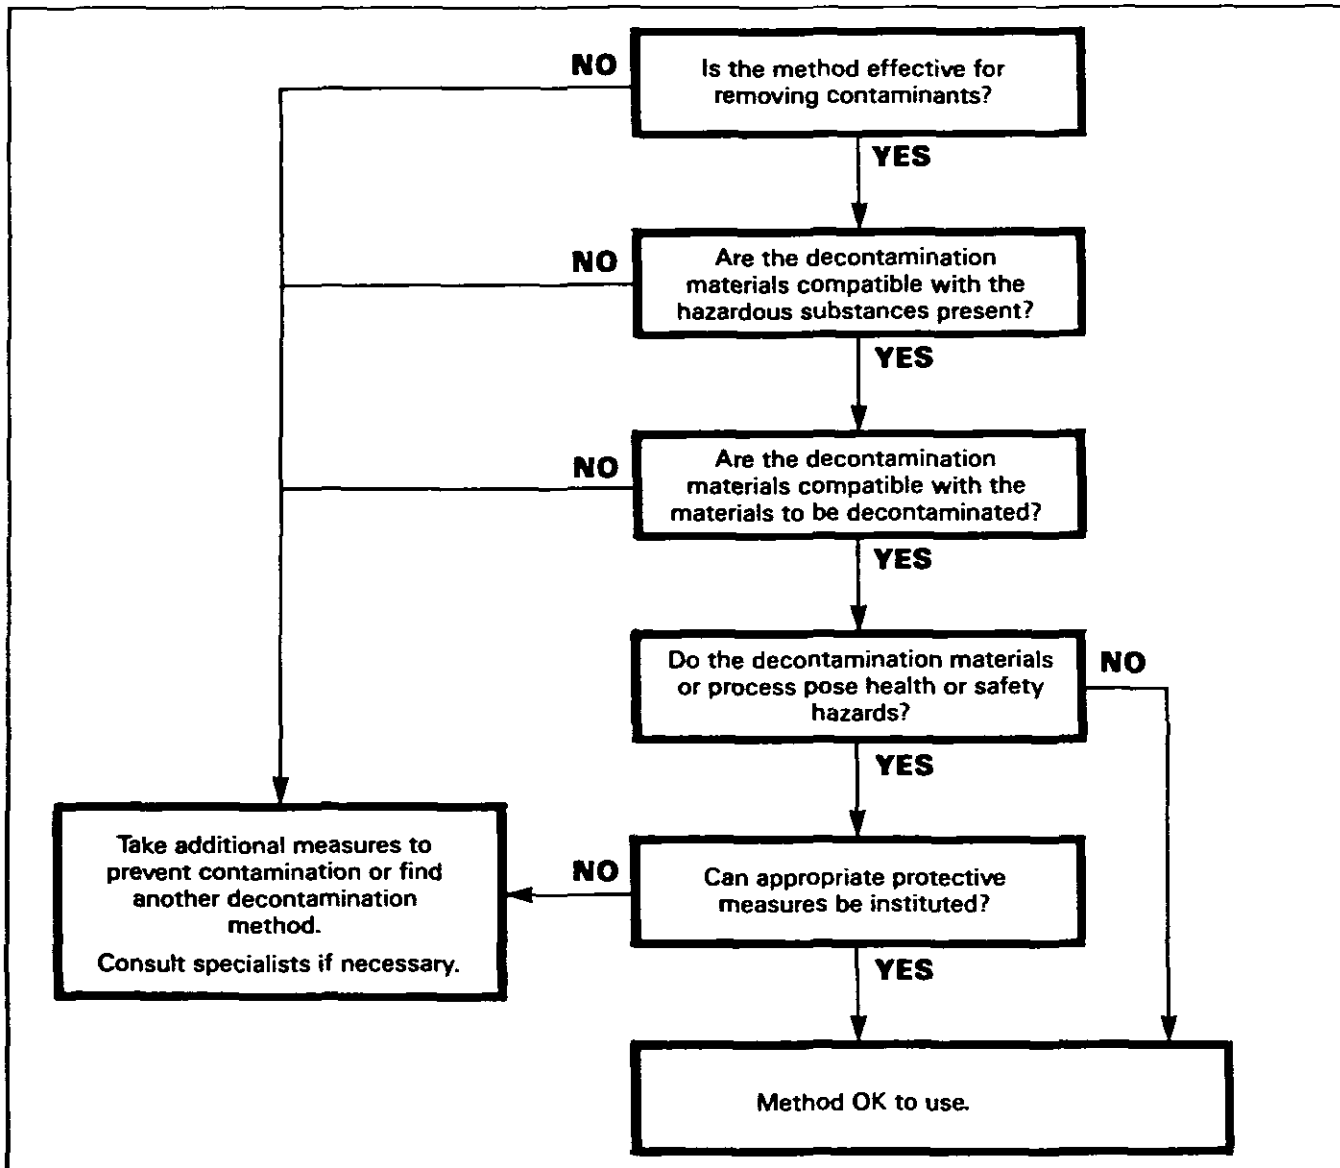 NO
Is the method effective for
removing contaminants?
YES
NO
Are the decontamination
materials compatible with the
hazardous substances present?
YES
NO
Are the decontamination
materials compatible with the
materials to be decontaminated?
YES
Do the decontamination materials
or process pose health or safety
hazards?
NO
YES
Take additional measures to
prevent contamination or find
another decontamination
method.
Consult specialists if necessary.
NO
Can appropriate protective
measures be instituted?
YES
Method OK to use.